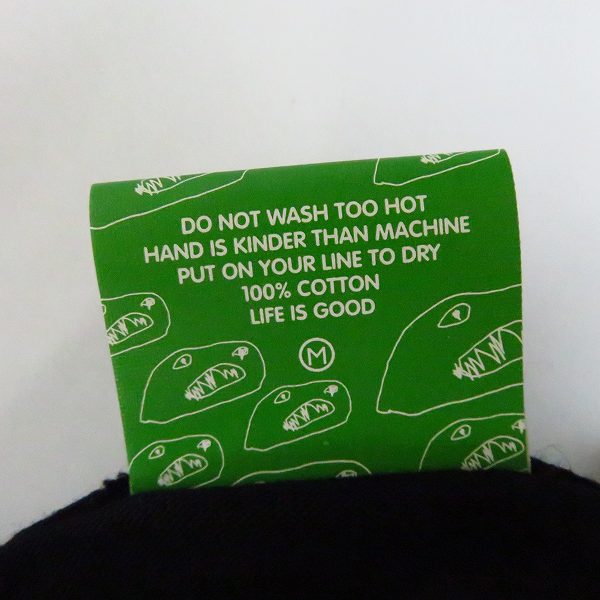 DO NOT WASH TOO HOT
HAND IS KINDER THAN MACHINE
PUT ON YOUR LINE TO DRY
100% COTTON
LIFE IS GOOD
M